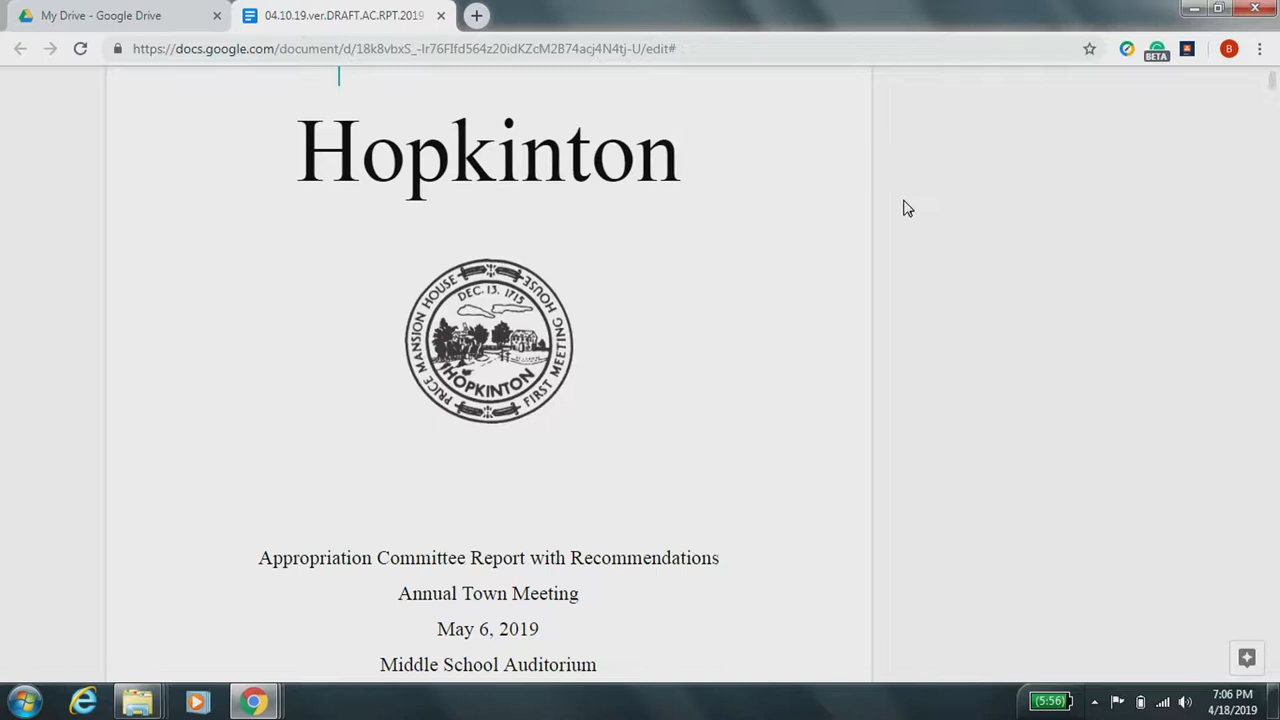 My Drive - Google Drive
04.10.19.ver.DRAFT.AC.RPT.2019
https://docs.google.com/document/d/18k8vbxS_-Ir76FIfd564z20idKZcM2B74acj4N4tj-U/edit#
BETA
B
Hopkinton
PRICE MANSION HOUSE
FIRST MEETING HOUSE
DEC. 13. 1715
HOPKINTON
Appropriation Committee Report with Recommendations
Annual Town Meeting
May 6, 2019
Middle School Auditorium
(5:56)
7:06 PM
4/18/2019